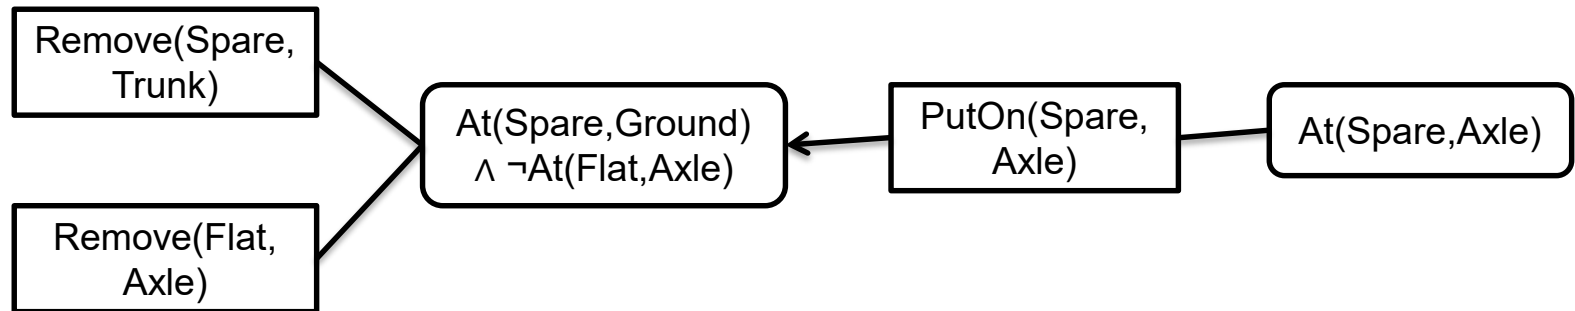 Remove(Spare,
Trunk)
Remove(Flat,
Axle)
At(Spare,Ground)
∧ ¬At(Flat,Axle)
PutOn(Spare,
Axle)
At(Spare,Axle)